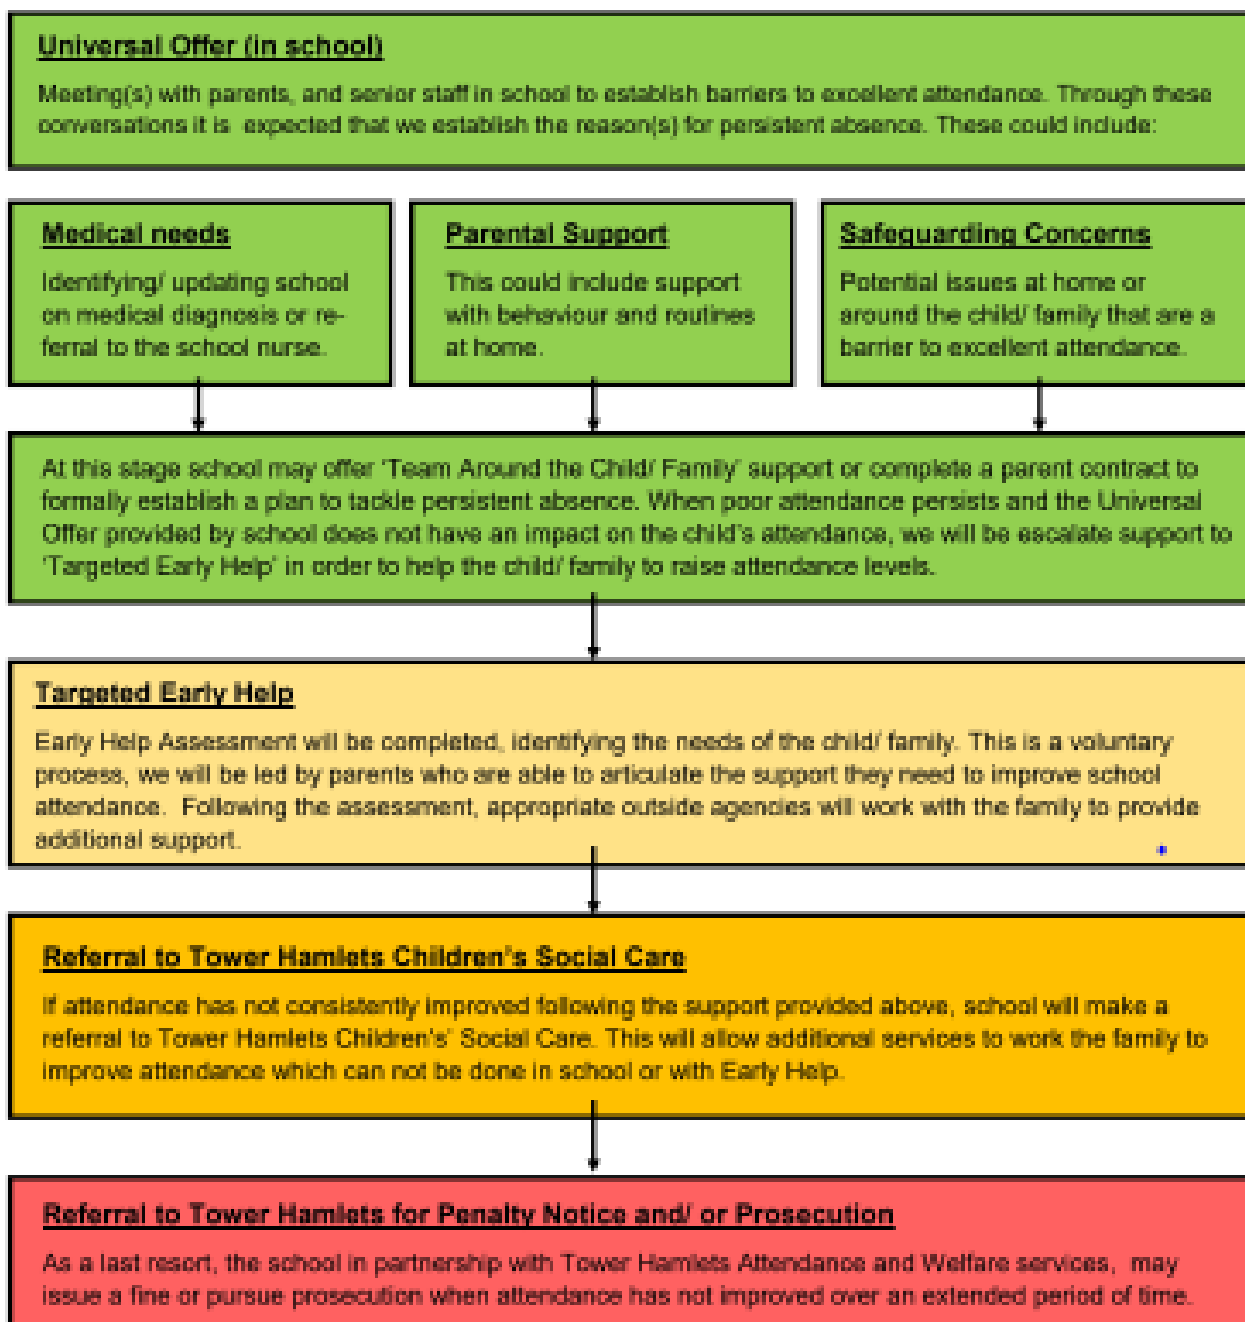 Universal Offer (in school)
Meeting(s) with parents, and senior staff in school to establish barriers to excellent attendance. Through these
conversations it is  expected that we establish the reason(s) for persistent absence. These could include:
Medical needs
Identifying/ updating school
on medical diagnosis or re-
ferral to the school nurse.
Parental Support
This could include support
with behaviour and routines
at home.
Safeguarding Concerns
Potential issues at home or
around the child/ family that are a
barrier to excellent attendance.
At this stage school may offer 'Team Around the Child/ Family' support or complete a parent contract to
formally establish a plan to tackle persistent absence. When poor attendance persists and the Universal
Offer provided by school does not have an impact on the child's attendance, we will be escalate support to
'Targeted Early Help' in order to help the child/ family to raise attendance levels.
Targeted Early Help
Early Help Assessment will be completed, identifying the needs of the child/ family. This is a voluntary
process, we will be led by parents who are able to articulate the support they need to improve school
attendance.  Following the assessment, appropriate outside agencies will work with the family to provide
additional support.
Referral to Tower Hamlets Children's Social Care
If attendance has not consistently improved following the support provided above, school will make a
referral to Tower Hamlets Children's' Social Care. This will allow additional services to work the family to
improve attendance which can not be done in school or with Early Help.
Referral to Tower Hamlets for Penalty Notice and/ or Prosecution
As a last resort, the school in partnership with Tower Hamlets Attendance and Welfare services,  may
issue a fine or pursue prosecution when attendance has not improved over an extended period of time.